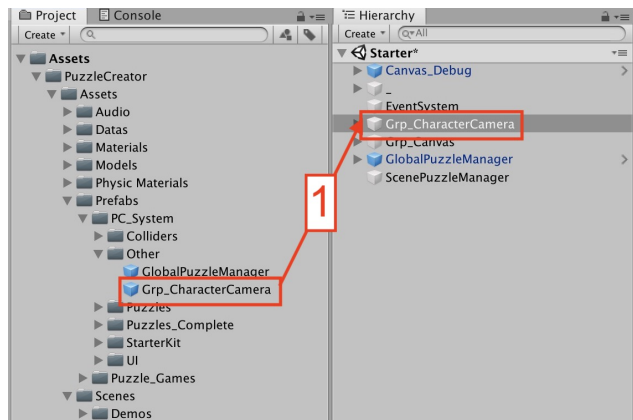 Project
Console
Create
Assets
PuzzleCreator
Assets
Audio
Datas
Materials
Models
Physic Materials
Prefabs
PC_System
Colliders
Other
GlobalPuzzleManager
Grp_CharacterCamera
Puzzles
Puzzles_Complete
StarterKit
UI
Puzzle_Games
Scenes
Demos
1
Hierarchy
Create
All
Starter*
Canvas_Debug
_
EventSystem
Grp_CharacterCamera
Grp_Canvas
GlobalPuzzleManager
ScenePuzzleManager